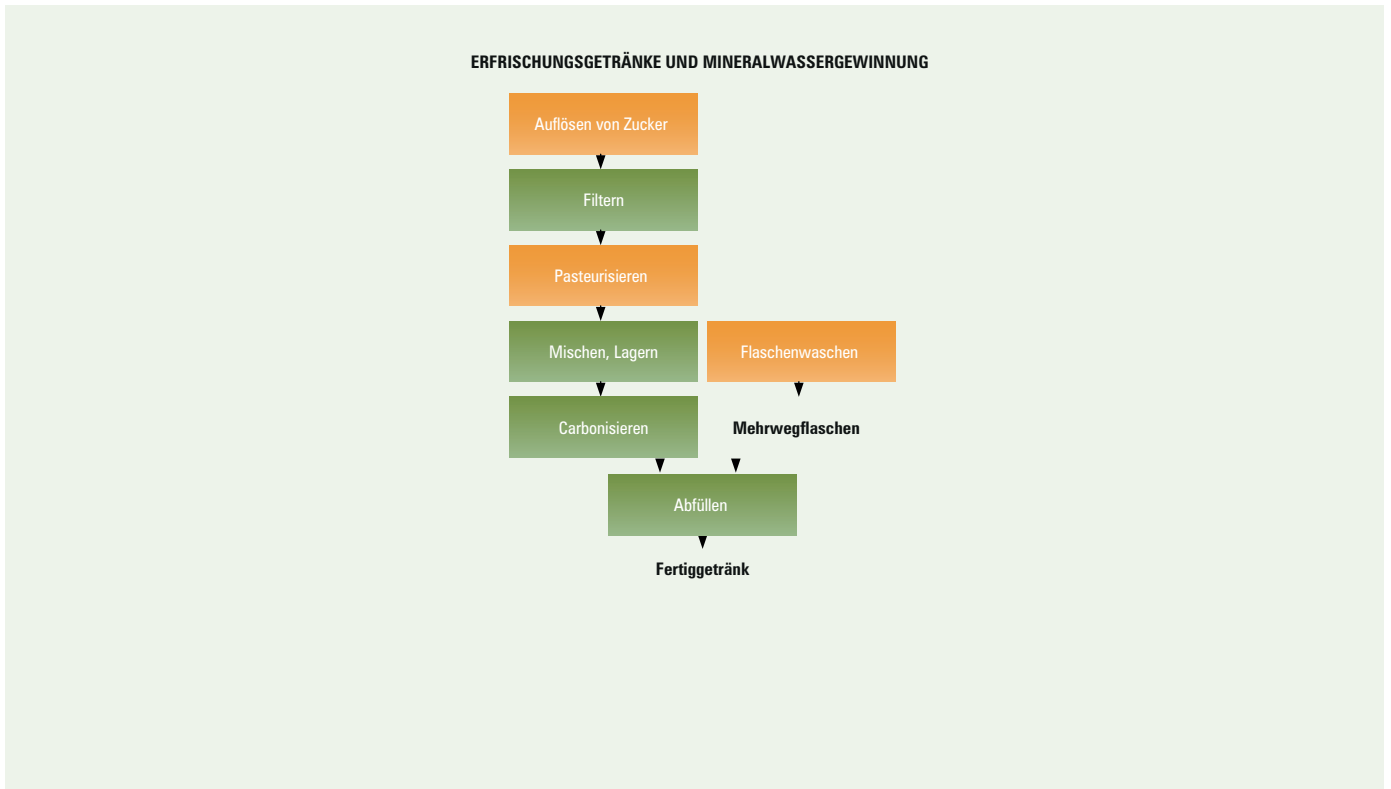 ERFRISCHUNGSGETRÄNKE UND MINERALWASSERGEWINNUNG
Auflösen von Zucker
Filtern
Pasteurisieren
Mischen, Lagern
Flaschenwaschen
Carbonisieren
Mehrwegflaschen
Abfüllen
Fertiggetränk